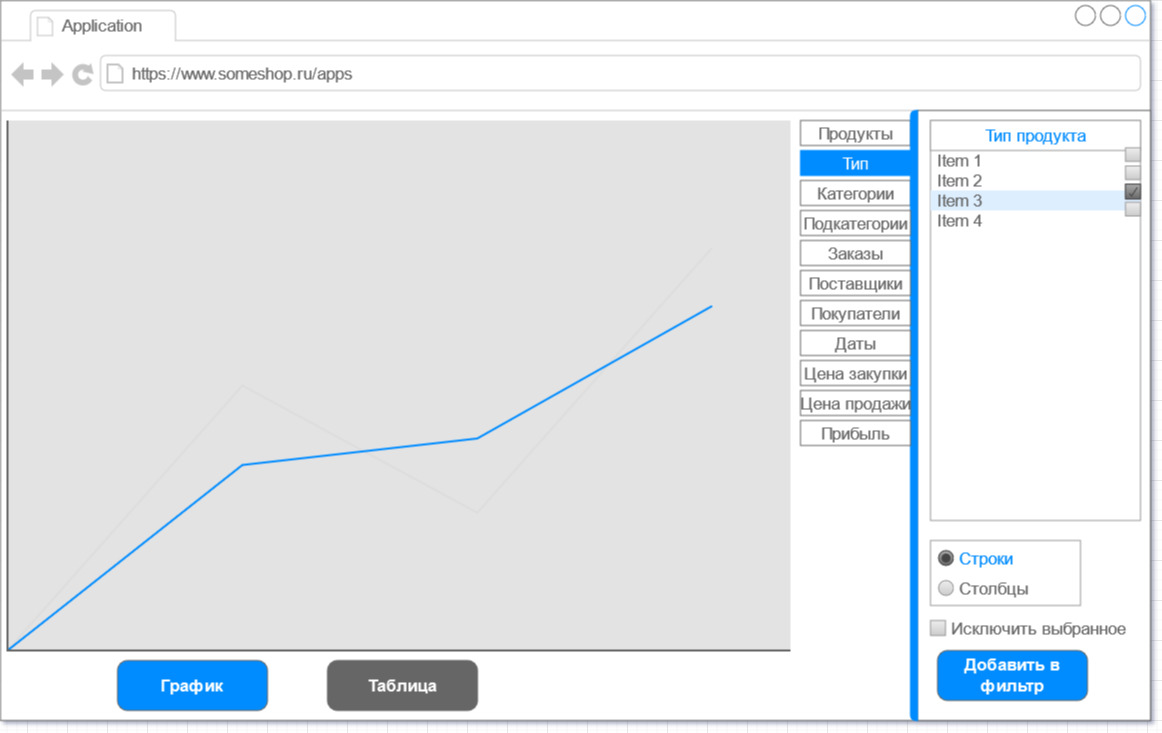 Application
https://www.someshop.ru/apps
Продукты
Тип
Категории
Подкатегории
Заказы
Поставщики
Покупатели
Даты
Цена закупки
Цена продажи
Прибыль
Тип продукта
Item 1
Item 2
Item 3
Item 4
Строки
Столбцы
Исключить выбранное
Добавить в
фильтр
График
Таблица